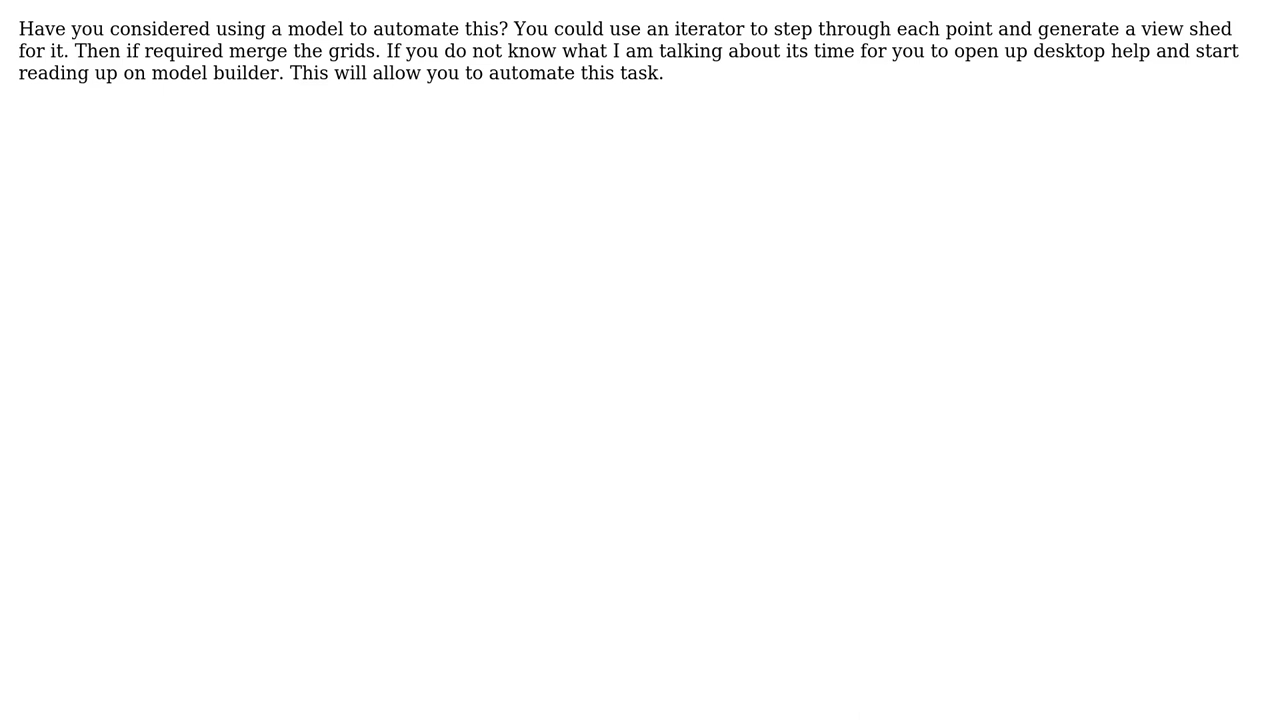 Have you considered using a model to automate this? You could use an iterator to step through each point and generate a view shed
for it. Then if required merge the grids. If you do not know what I am talking about its time for you to open up desktop help and start
reading up on model builder. This will allow you to automate this task.